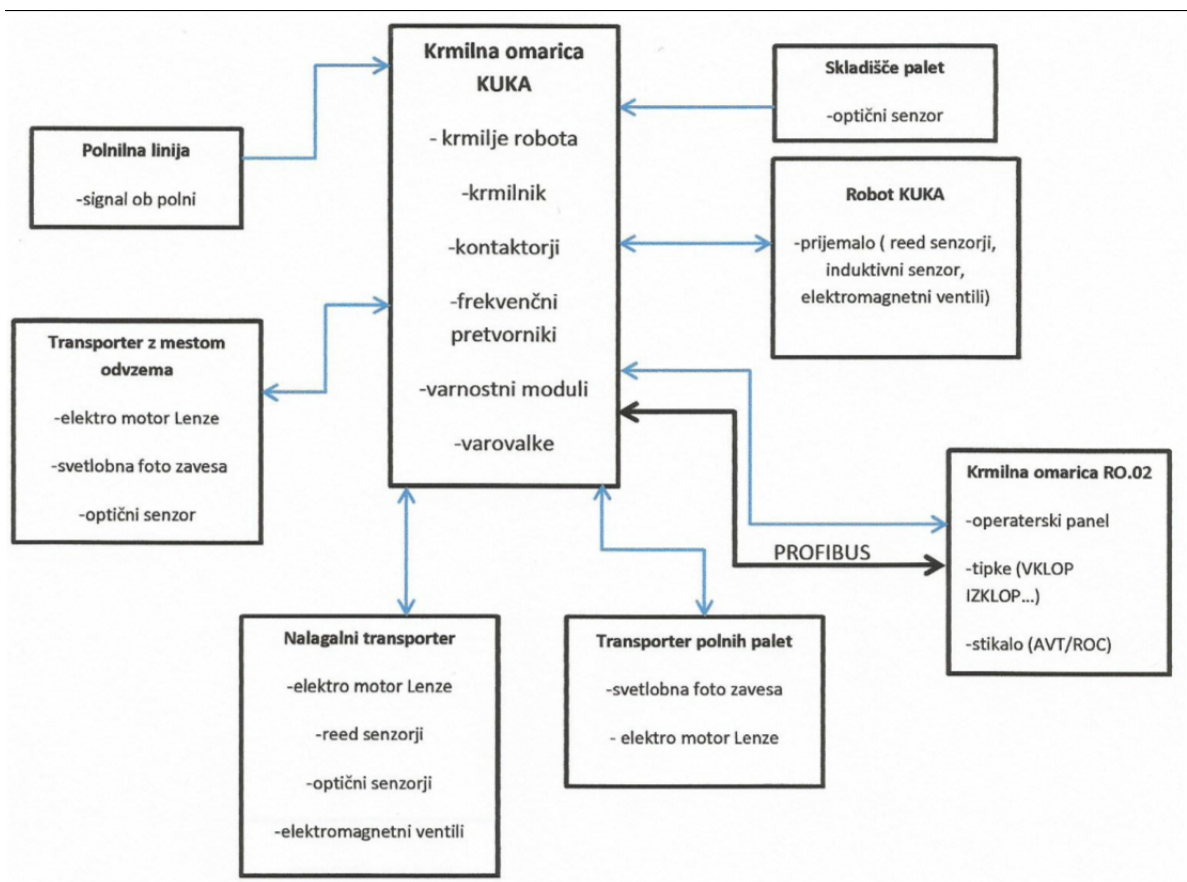 Krmilna omarica
KUKA
- krmilje robota
-krmilnik
-kontaktorji
-frekvenčni
pretvorniki
-varnostni moduli
-varovalke
Skladišče palet
-optični senzor
Polnilna linija
-signal ob polni
Robot KUKA
-prijemalo ( reed senzorji,
induktivni senzor,
elektromagnetni ventili)
Transporter z mestom
odvzema
-elektro motor Lenze
-svetlobna foto zavesa
-optični senzor
Krmilna omarica RO.02
-operaterski panel
-tipke (VKLOP
IZKLOP...)
-stikalo (AVT/ROC)
PROFIBUS
Nalagalni transporter
-elektro motor Lenze
-reed senzorji
-optični senzorji
-elektromagnetni ventili
Transporter polnih palet
-svetlobna foto zavesa
- elektro motor Lenze